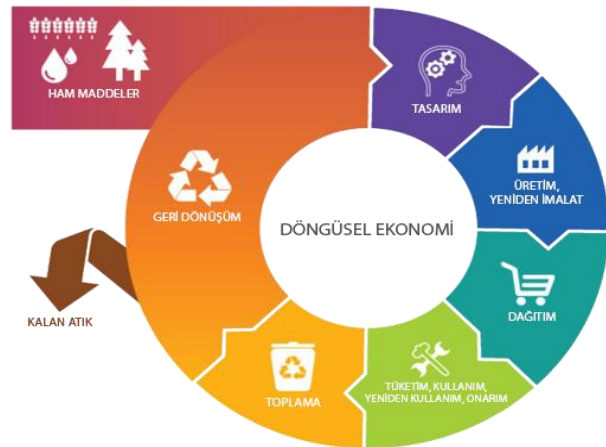 HAM MADDELER
TASARIM
ÜRETİM,
YENİDEN İMALAT
GERİ DÖNÜŞÜM
DÖNGÜSEL EKONOMİ
DAĞITIM
KALAN ATIK
TOPLAMA
TÜKETİM, KULLANIM,
YENİDEN KULLANIM, ONARIM